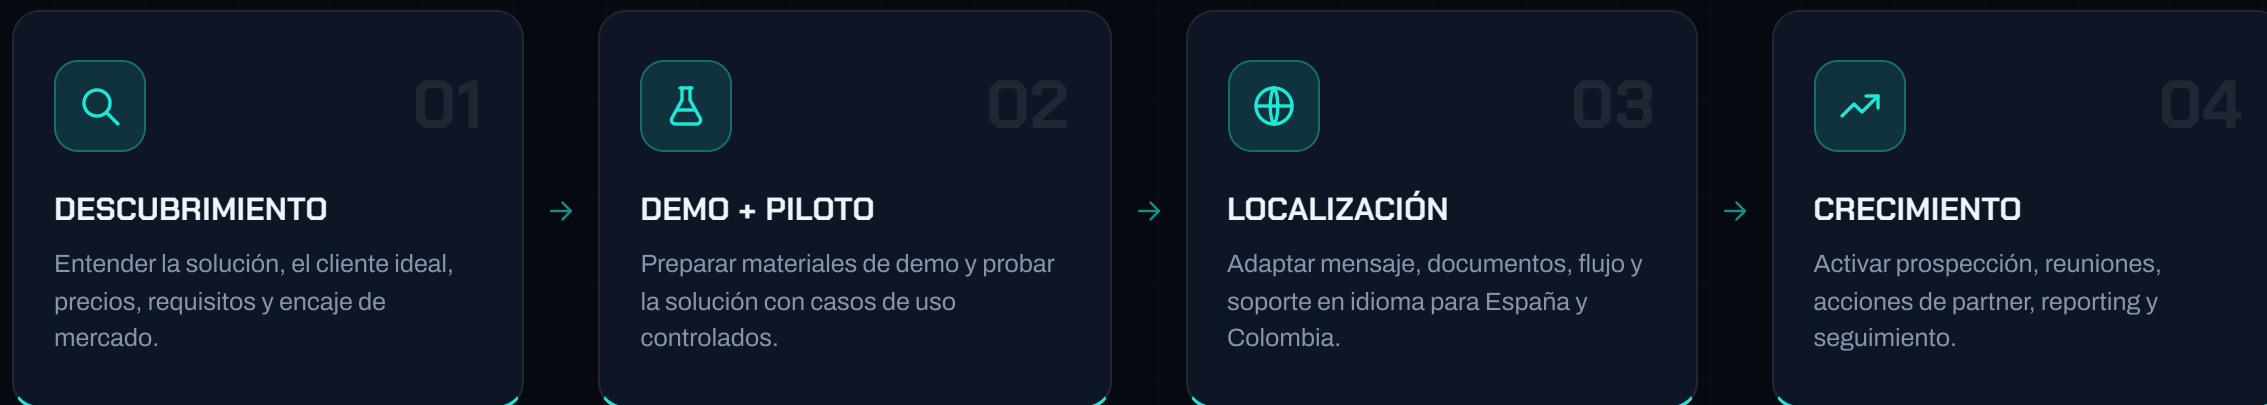 01
DESCUBRIMIENTO
Entender la solución, el cliente ideal,
precios, requisitos y encaje de
mercado.
02
DEMO + PILOTO
Preparar materiales de demo y probar
la solución con casos de uso
controlados.
03
LOCALIZACIÓN
Adaptar mensaje, documentos, flujo y
soporte en idioma para España y
Colombia.
04
CRECIMIENTO
Activar prospección, reuniones,
acciones de partner, reporting y
seguimiento.